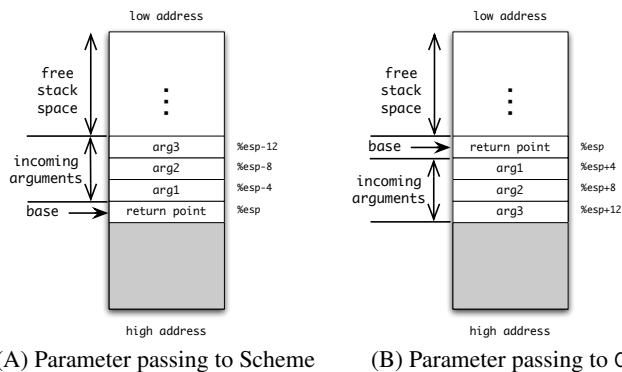 low address
free
stack
space
incoming
arguments
arg3 %esp-12
arg2 %esp-8
arg1 %esp-4
base return point %esp
high address
(A) Parameter passing to Scheme
low address
free
stack
space
base return point %esp
incoming
arguments
arg1 %esp+4
arg2 %esp+8
arg3 %esp+12
high address
(B) Parameter passing to C